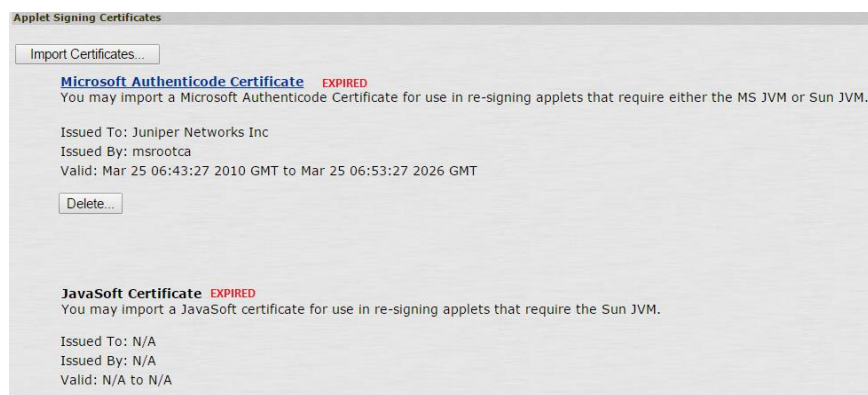 Applet Signing Certificates
Import Certificates...
Microsoft Authenticode Certificate EXPIRED
You may import a Microsoft Authenticode Certificate for use in re-signing applets that require either the MS JVM or Sun JVM.
Issued To: Juniper Networks Inc
Issued By: msrootca
Valid: Mar 25 06:43:27 2010 GMT to Mar 25 06:53:27 2026 GMT
Delete...
JavaSoft Certificate EXPIRED
You may import a JavaSoft certificate for use in re-signing applets that require the Sun JVM.
Issued To: N/A
Issued By: N/A
Valid: N/A to N/A